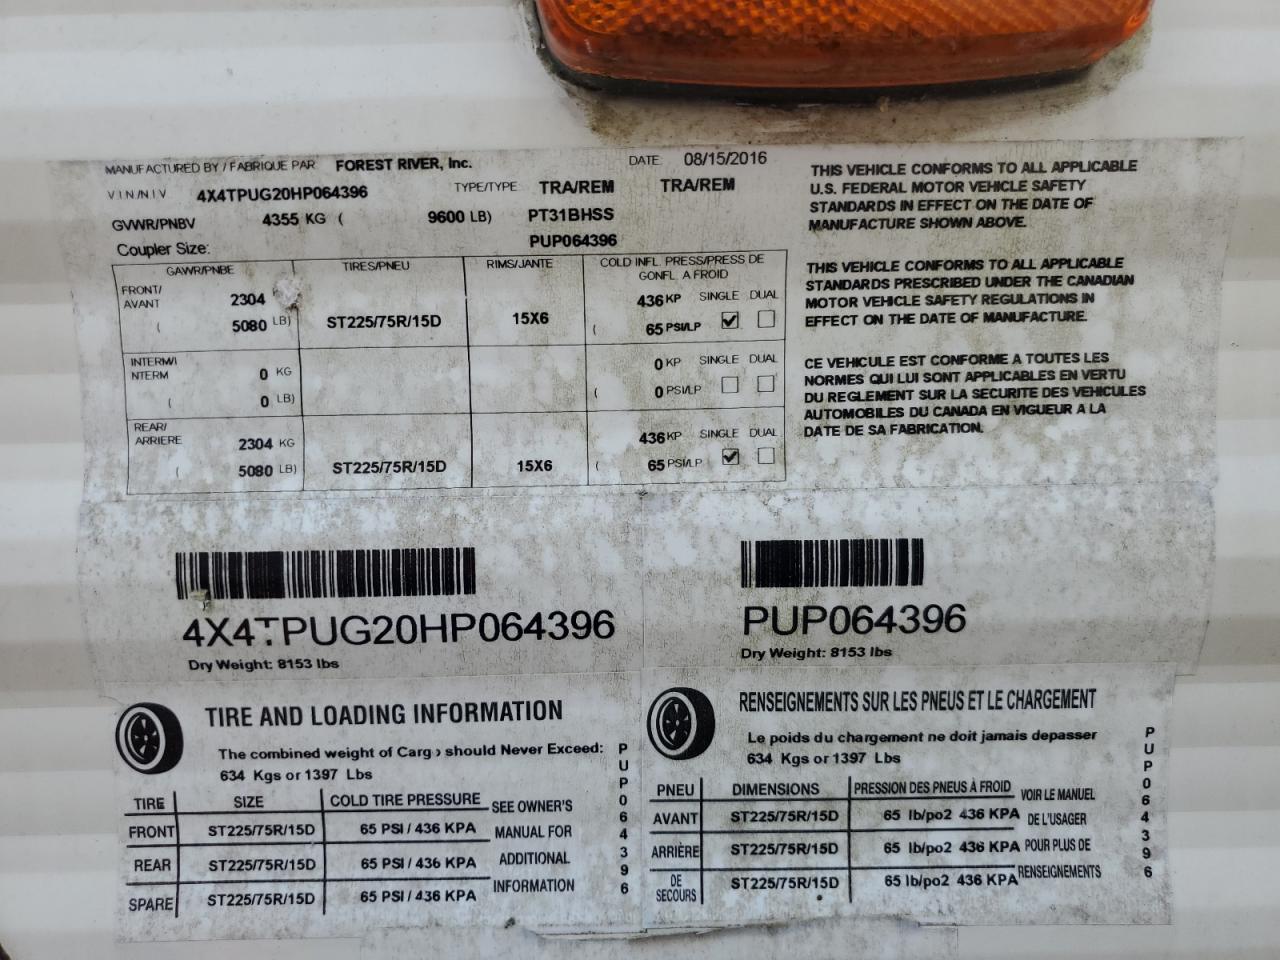 MANUFACTURED BY / FABRIQUE PAR FOREST RIVER, Inc. DATE 08/15/2016
VIN/NIV 4X4TPUG20HP064396 TYPE/TYPE TRA/REM TRA/REM
GVWR/PNBV 4355 KG ( 9600 LB) PT31BHSS
Coupler Size: PUP064396
GAWR/PNBE TIRES/PNEU RIMS/JANTE COLD INFL. PRESS/PRESS DE GONFL. A FROID
FRONT/ AVANT 2304 436 KP SINGLE DUAL
( 5080 LB) ST225/75R/15D 15X6 ( 65 PSI/LP
INTERM/I NTERM 0 KG 0 KP SINGLE DUAL
( 0 LB) ( 0 PSI/LP
REAR/ ARRIERE 2304 KG 436 KP SINGLE DUAL
( 5080 LB) ST225/75R/15D 15X6 ( 65 PSI/LP
THIS VEHICLE CONFORMS TO ALL APPLICABLE
U.S. FEDERAL MOTOR VEHICLE SAFETY
STANDARDS IN EFFECT ON THE DATE OF
MANUFACTURE SHOWN ABOVE.
THIS VEHICLE CONFORMS TO ALL APPLICABLE
STANDARDS PRESCRIBED UNDER THE CANADIAN
MOTOR VEHICLE SAFETY REGULATIONS IN
EFFECT ON THE DATE OF MANUFACTURE.
CE VEHICULE EST CONFORME A TOUTES LES
NORMES QUI LUI SONT APPLICABLES EN VERTU
DU REGLEMENT SUR LA SECURITE DES VEHICULES
AUTOMOBILES DU CANADA EN VIGUEUR A LA
DATE DE SA FABRICATION.
4X4TPUG20HP064396
Dry Weight: 8153 lbs
PUP064396
Dry Weight: 8153 lbs
TIRE AND LOADING INFORMATION
The combined weight of Cargo should Never Exceed:
634 Kgs or 1397 Lbs
TIRE SIZE COLD TIRE PRESSURE
FRONT ST225/75R/15D 65 PSI / 436 KPA
REAR ST225/75R/15D 65 PSI / 436 KPA
SPARE ST225/75R/15D 65 PSI / 436 KPA
SEE OWNER'S
MANUAL FOR
ADDITIONAL
INFORMATION
PUP064396
RENSEIGNEMENTS SUR LES PNEUS ET LE CHARGEMENT
Le poids du chargement ne doit jamais depasser
634 Kgs or 1397 Lbs
PNEU DIMENSIONS PRESSION DES PNEUS À FROID
AVANT ST225/75R/15D 65 lb/po2 436 KPA
ARRIÈRE ST225/75R/15D 65 lb/po2 436 KPA
DE SECOURS ST225/75R/15D 65 lb/po2 436 KPA
VOIR LE MANUEL
DE L'USAGER
POUR PLUS DE
RENSEIGNEMENTS
PUP064396